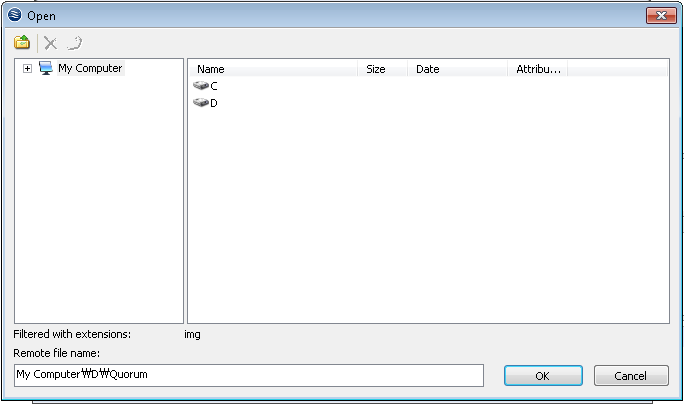 Open
My Computer
Name Size Date Attribu...
C
D
Filtered with extensions: img
Remote file name:
My Computer₩D₩Quorum
OK Cancel